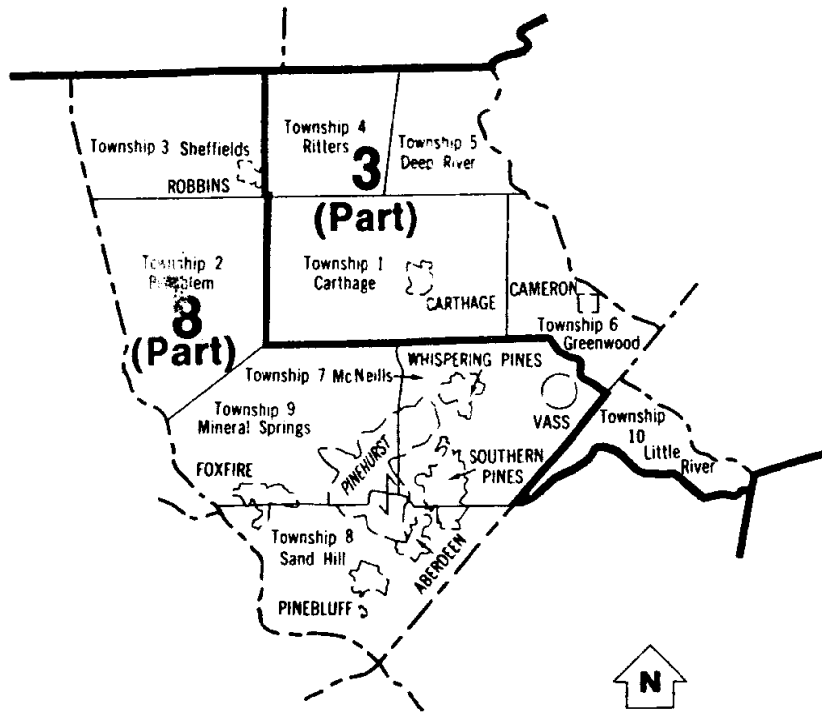 Township 3 Sheffields
ROBBINS
Township 4
Ritters
3
(Part)
Township 5
Deep River
Township 2
8
(Part)
Township 1
Carthage
CARTHAGE
CAMERON
Township 6
Greenwood
WHISPERING PINES
Township 7 McNeills
Township 9
Mineral Springs
VASS
Township
10
Little
River
PINEHURST
SOUTHERN
PINES
FOXFIRE
Township 8
Sand Hill
ABERDEEN
PINEBLUFF
N